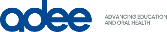 adee
ADVANCING EDUCATION
AND ORAL HEALTH